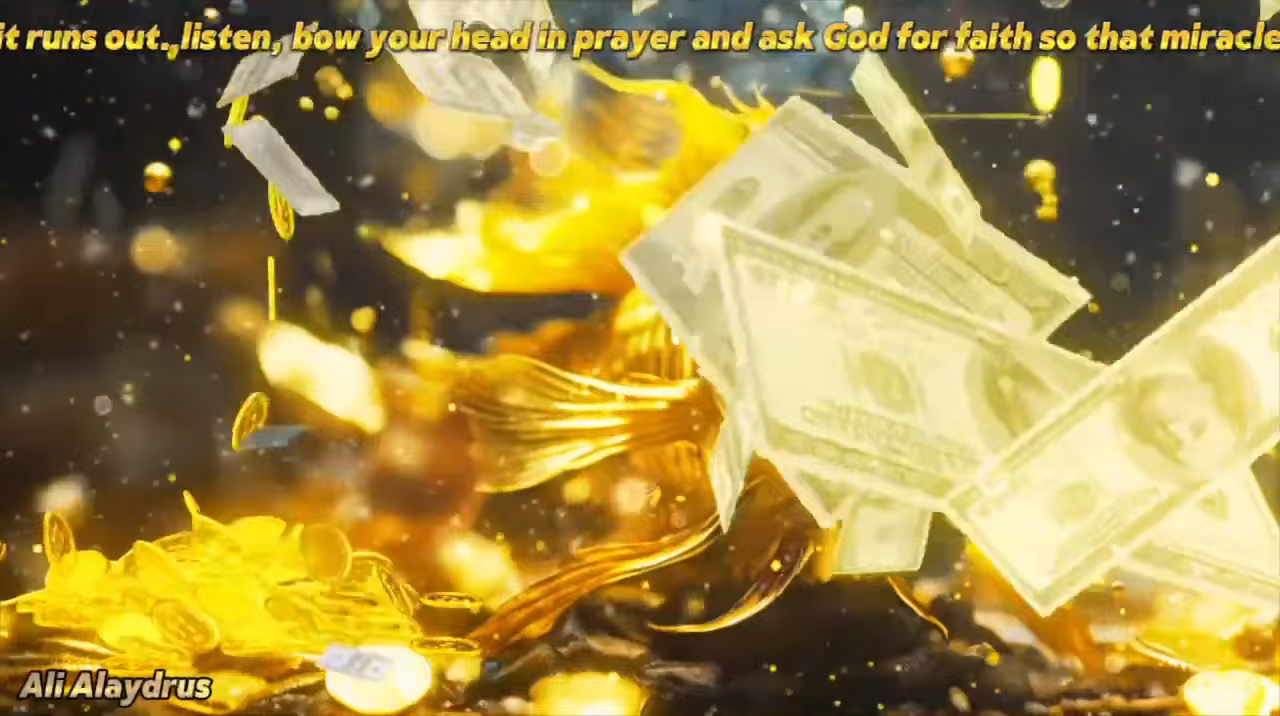 it runs out., listen, bow your head in prayer and ask God for faith so that miracle
Ali Alaydrus